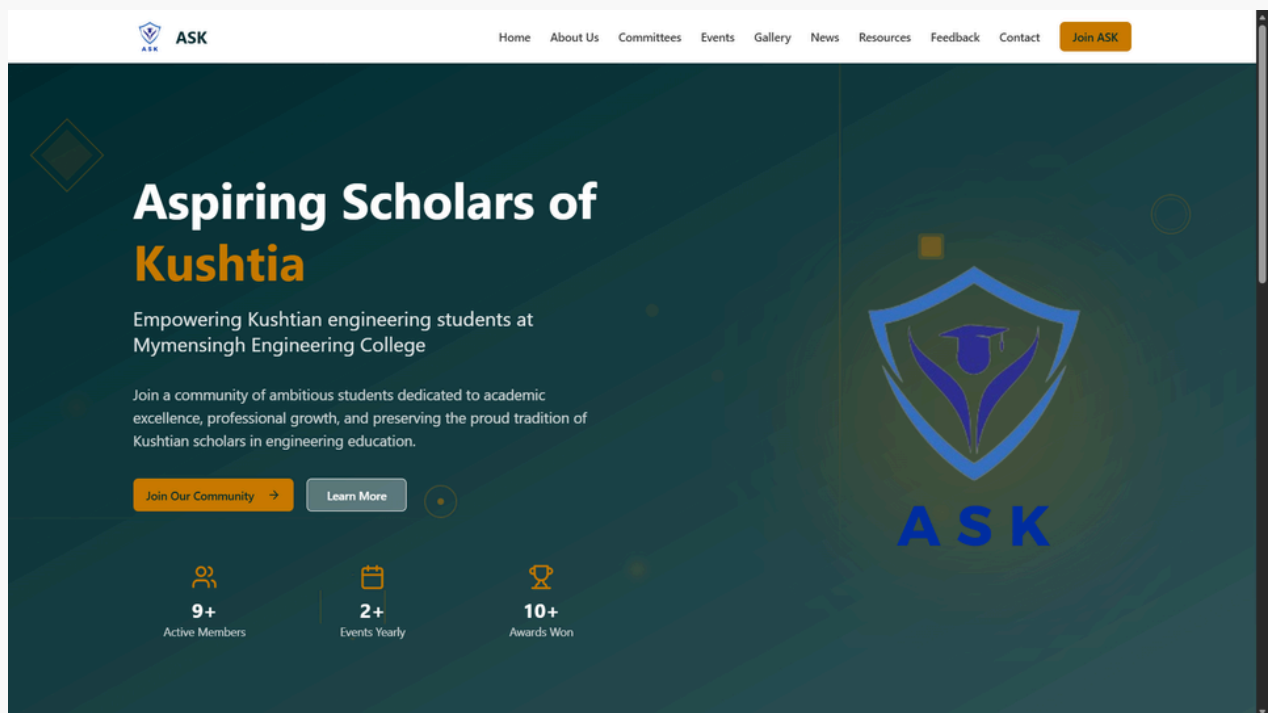 ASK
ASK
Home About Us Committees Events Gallery News Resources Feedback Contact Join ASK
Aspiring Scholars of
Kushtia
Empowering Kushtian engineering students at
Mymensingh Engineering College
Join a community of ambitious students dedicated to academic
excellence, professional growth, and preserving the proud tradition of
Kushtian scholars in engineering education.
Join Our Community → Learn More
ASK
9+ 2+ 10+
Active Members Events Yearly Awards Won